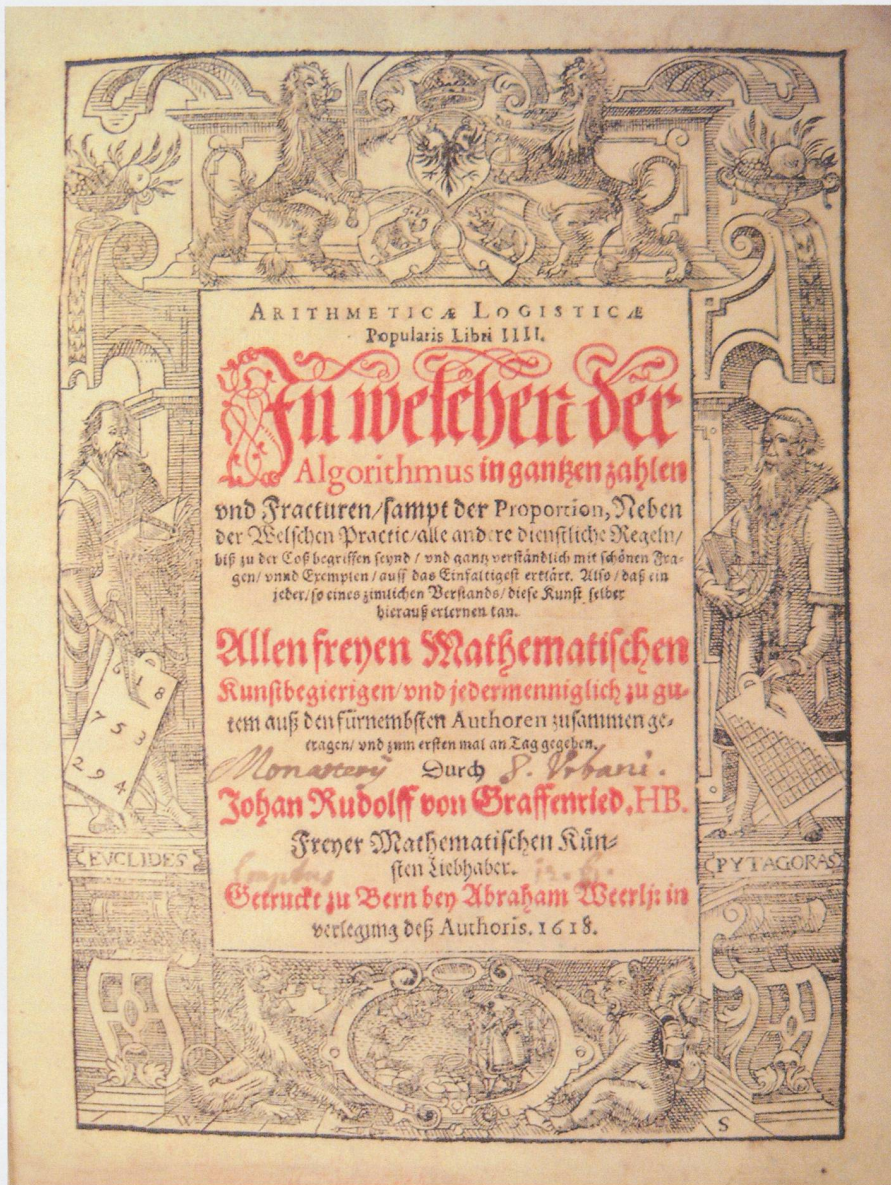 ARITHMETICÆ LOGISTICÆ
Popularis Libri IIII.
In welchen der
Algorithmus in gantzen zahlen
vnd Fracturen/sampt der Proportion, Neben
der Welschen Practic/alle andere dienstliche Regeln/
biß zu der Coß begriffen seynd/ vnd gantz verständlich mit schönen Fra-
gen/ vnnd Exemplen/ auff das Einfaltigest erklärt. Also/ daß ein
jeder/so eines zimlichen Verstands/ diese Kunst selber
hierauß erlernen kan.
Allen freyen Mathematischen
Kunstbegierigen/vnd jedermenniglich zu gu-
tem auß den fürnembsten Authoren zusammen ge-
tragen/ vnd zum ersten mal an Tag gegeben.
Monasterij Durch S. Vrbani.
Johan Rudolff von Graffenried, HB.
Freyer Mathematischen Kün-
sten Liebhaber.
Getruckt zu Bern bey Abraham Weerlj: in
verlegung deß Authoris. 1618.
6 1 8
7 5 3
2 9 4
EVCLIDES
PYTAGORAS
W S